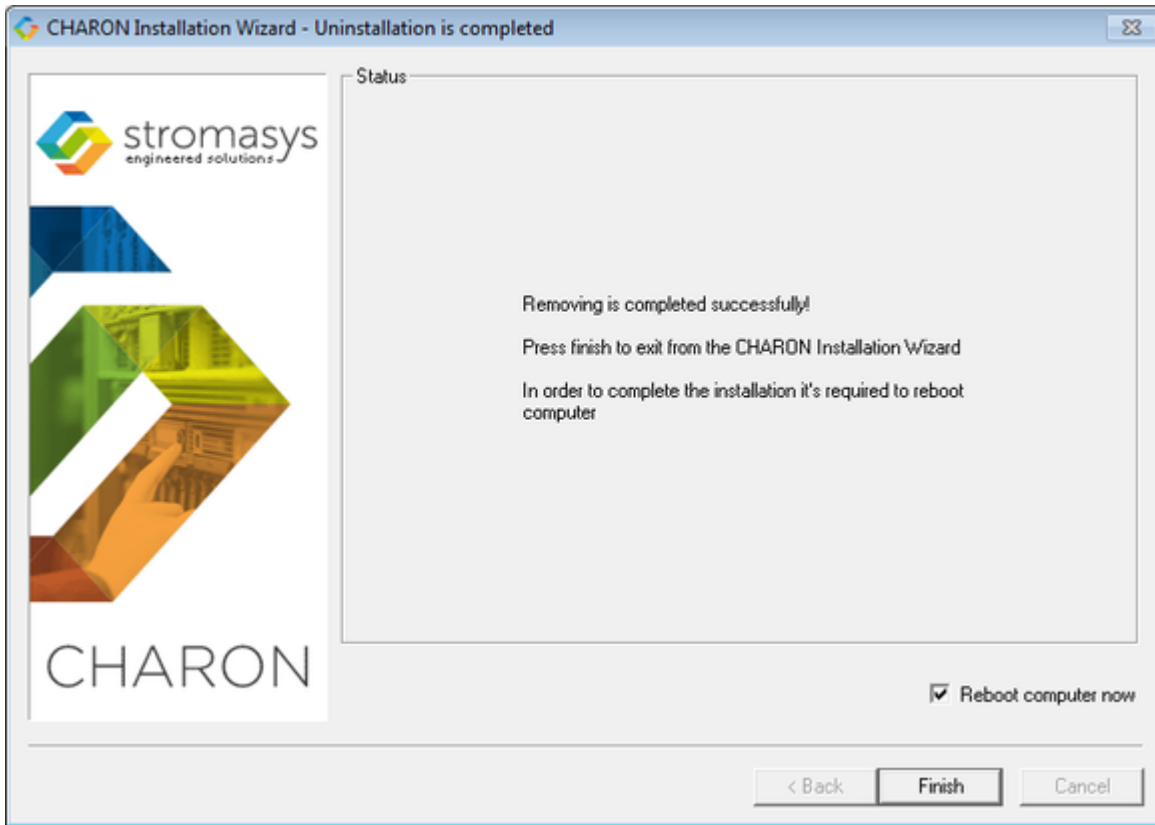 CHARON Installation Wizard - Uninstallation is completed
Status
stromasys
engineered solutions
Removing is completed successfully!
Press finish to exit from the CHARON Installation Wizard
In order to complete the installation it's required to reboot
computer
CHARON
Reboot computer now
< Back
Finish
Cancel